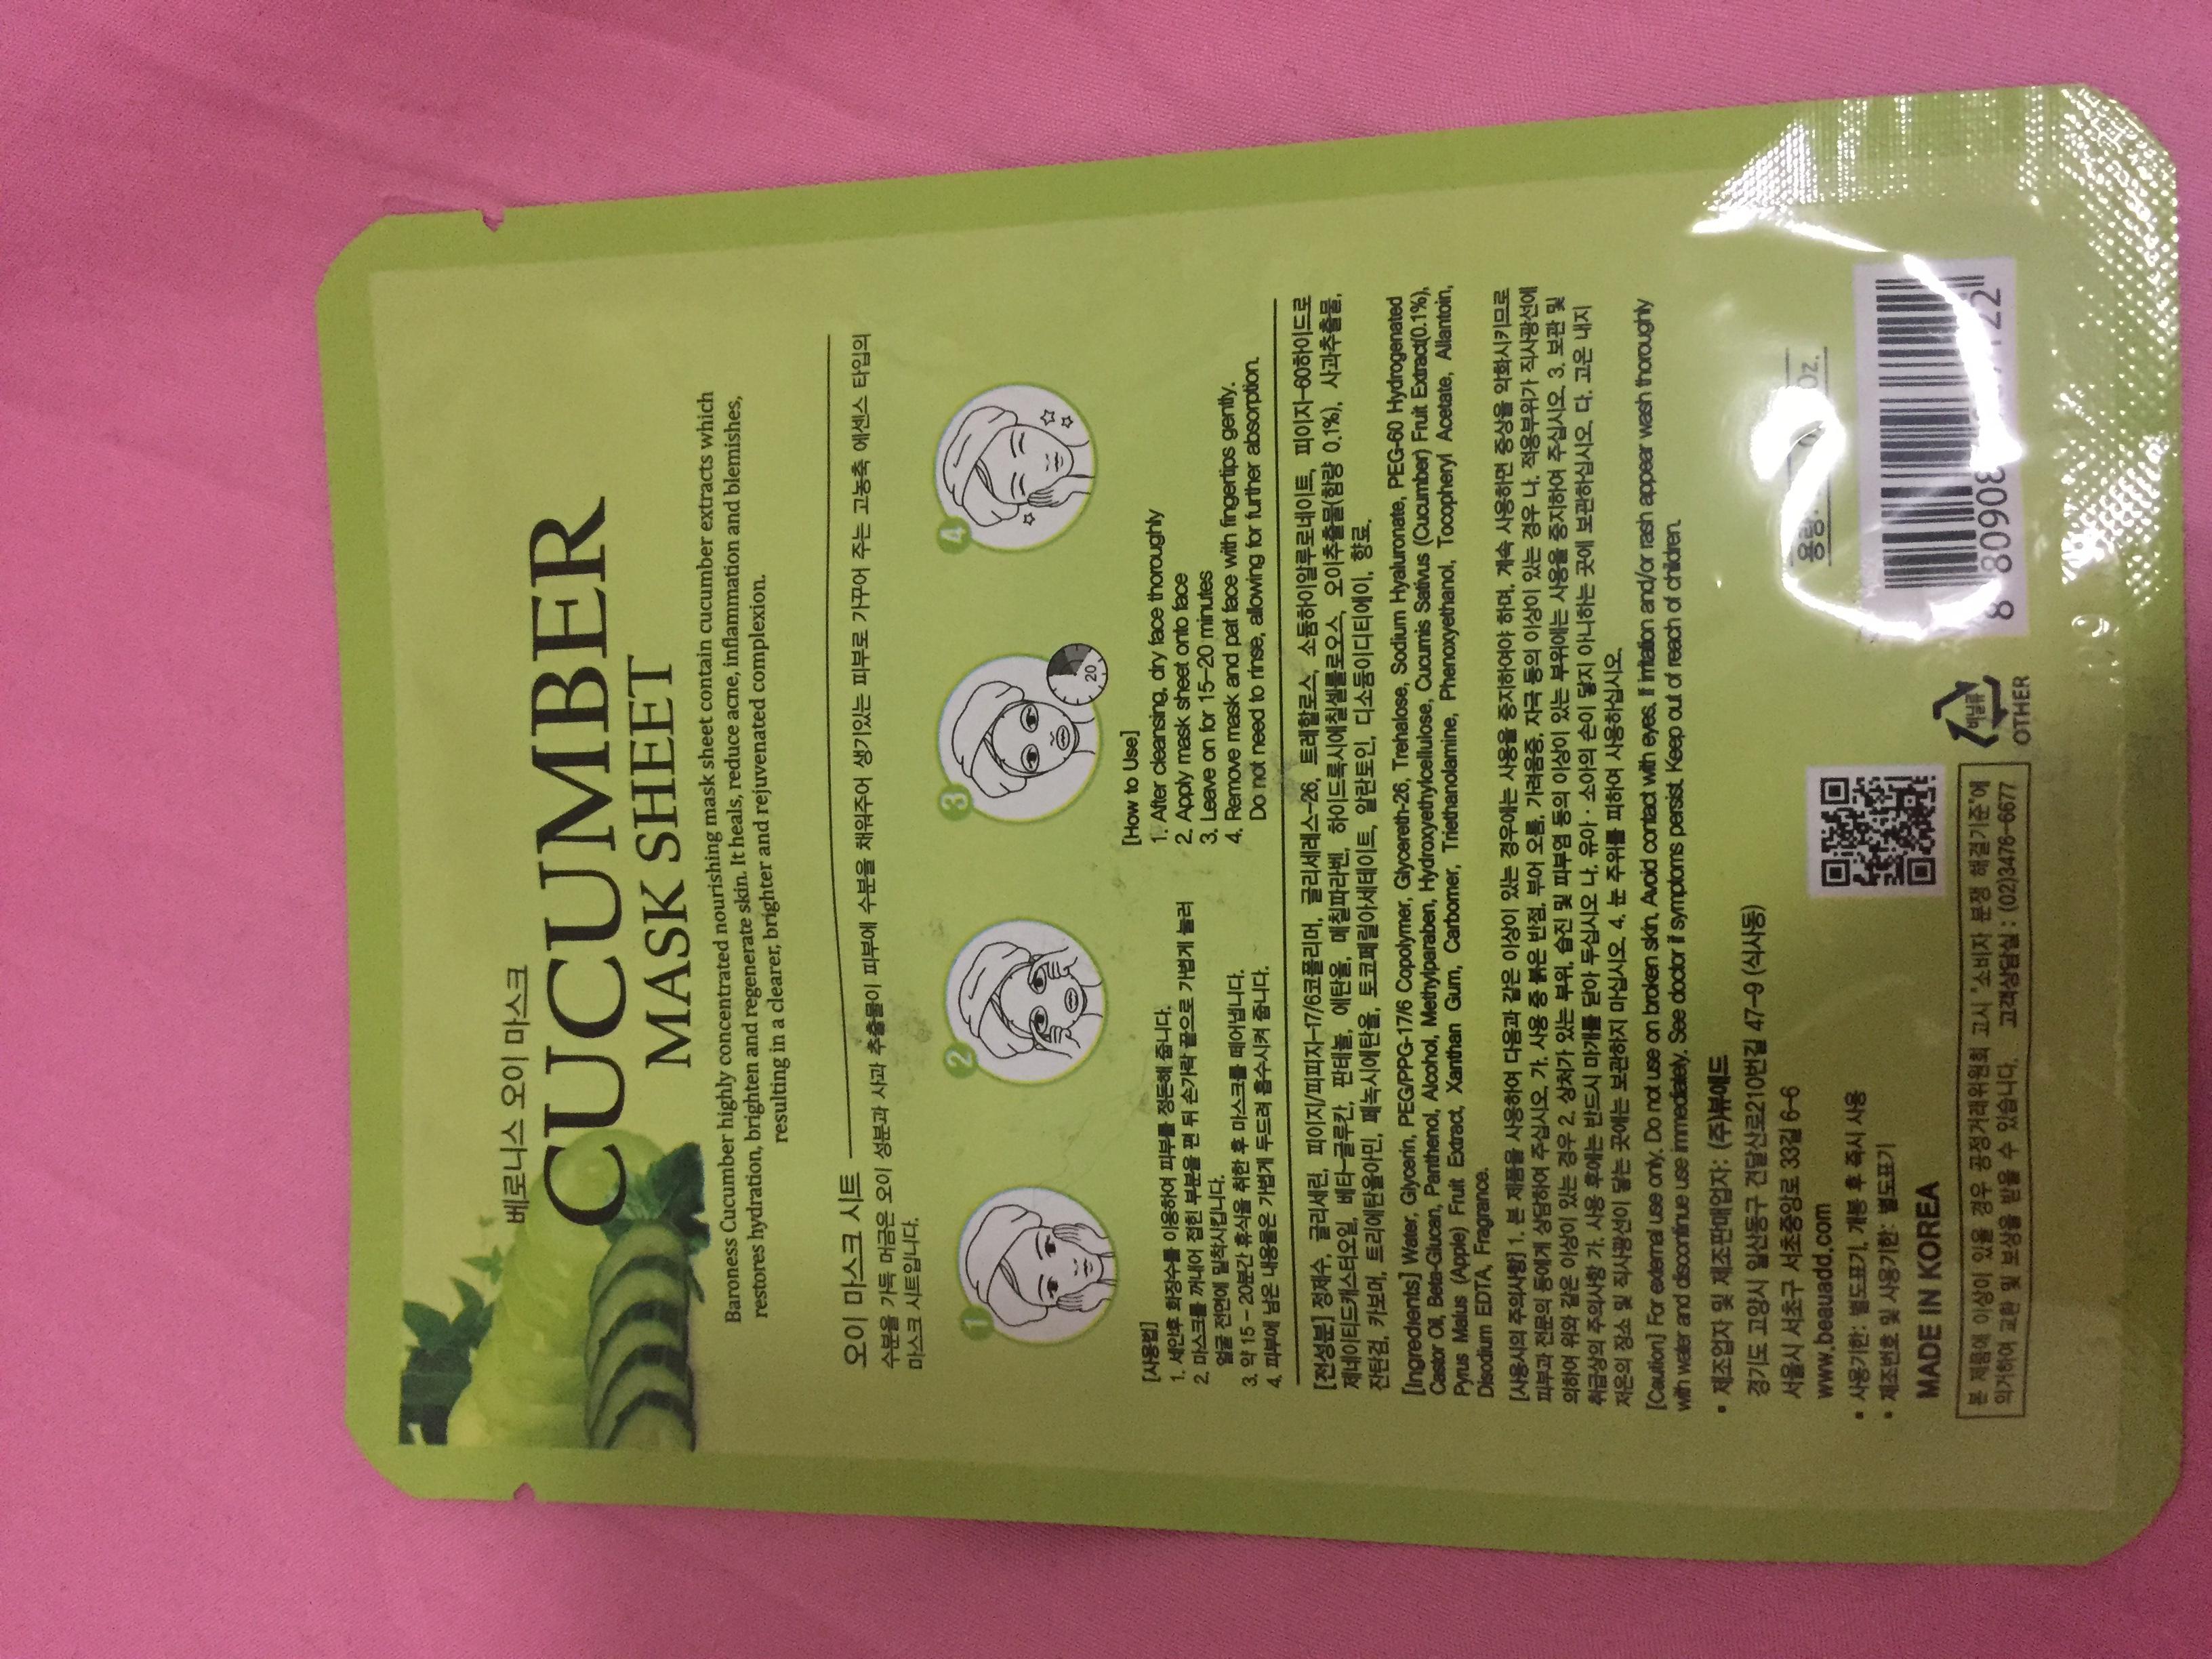 베로니스 오이 마스크
CUCUMBER
MASK SHEET
Baroness Cucumber highly concentrated nourishing mask sheet contain cucumber extracts which
restores hydration, brighten and regenerate skin. It heals, reduce acne, inflammation and blemishes,
resulting in a clearer, brighter and rejuvenated complexion.
오이 마스크 시트
수분을 가득 머금은 오이 성분과 사과 추출물이 피부에 수분을 채워주어 생기있는 피부로 가꾸어 주는 고농축 에센스 타입의
마스크 시트입니다.
1
2
3
4
20
[사용법]
1. 세안후 화장수를 이용하여 피부를 정돈해 줍니다.
2. 마스크를 꺼내어 접힌 부분을 편 뒤 손가락 끝으로 가볍게 눌러
얼굴 전면에 밀착시킵니다.
3. 약 15 - 20분간 휴식을 취한 후 마스크를 떼어냅니다.
4. 피부에 남은 내용물은 가볍게 두드려 흡수시켜 줍니다.
[How to Use]
1. After cleansing, dry face thoroughly
2. Apply mask sheet onto face
3. Leave on for 15-20 minutes
4. Remove mask and pat face with fingertips gently.
Do not need to rinse, allowing for further absorption.
[전성분] 정제수, 글리세린, 피이지/피피지-17/6코폴리머, 글리세레스-26, 트레할로스, 소듐하이알루로네이트, 피이지-60하이드로
제네이티드캐스터오일, 베타-글루칸, 판테놀, 에탄올, 메칠파라벤, 하이드록시에칠셀룰로오스, 오이추출물(함량 0.1%), 사과추출물,
잔탄검, 카보머, 트리에탄올아민, 페녹시에탄올, 토코페릴아세테이트, 알란토인, 디소듐이디티에이, 향료.
[Ingredients] Water, Glycerin, PEG/PPG-17/6 Copolymer, Glycereth-26, Trehalose, Sodium Hyaluronate, PEG-60 Hydrogenated
Castor Oil, Beta-Glucan, Panthenol, Alcohol, Methylparaben, Hydroxyethylcellulose, Cucumis Sativus (Cucumber) Fruit Extract(0.1%),
Pyrus Malus (Apple) Fruit Extract, Xanthan Gum, Carbomer, Triethanolamine, Phenoxyethanol, Tocopheryl Acetate, Allantoin,
Disodium EDTA, Fragrance.
[사용시의 주의사항] 1. 본 제품을 사용하여 다음과 같은 이상이 있는 경우에는 사용을 중지하여야 하며, 계속 사용하면 증상을 악화시키므로
피부과 전문의 등에게 상담하여 주십시오. 가. 사용 중 붉은 반점, 부어 오름, 가려움증, 자극 등의 이상이 있는 경우 나. 적용부위가 직사광선에
의하여 위와 같은 이상이 있는 경우 2. 상처가 있는 부위, 습진 및 피부염 등의 이상이 있는 부위에는 사용을 중지하여 주십시오. 3. 보관 및
취급상의 주의사항 가. 사용 후에는 반드시 마개를 닫아 두십시오 나. 유아 · 소아의 손이 닿지 아니하는 곳에 보관하십시오. 다. 고온 내지
저온의 장소 및 직사광선이 닿는 곳에는 보관하지 마십시오. 4. 눈 주위를 피하여 사용하십시오.
[Caution] For external use only. Do not use on broken skin. Avoid contact with eyes. If irritation and/or rash appear wash thoroughly
with water and discontinue use immediately. See doctor if symptoms persist. Keep out of reach of children.
▪ 제조업자 및 제조판매업자: (주)뷰애드
경기도 고양시 일산동구 견달산로210번길 47-9 (식사동)
서울시 서초구 서초중앙로 33길 6-6
www.beauadd.com
▪ 사용기한: 별도표기, 개봉 후 즉시 사용
▪ 제조번호 및 사용기한: 별도표기
MADE IN KOREA
본 제품에 이상이 있을 경우 공정거래위원회 고시 "소비자 분쟁 해결기준"에
의거하여 교환 및 보상을 받을 수 있습니다. 고객상담실 : (02)3476-6677
비닐류
OTHER
용량:
Oz.